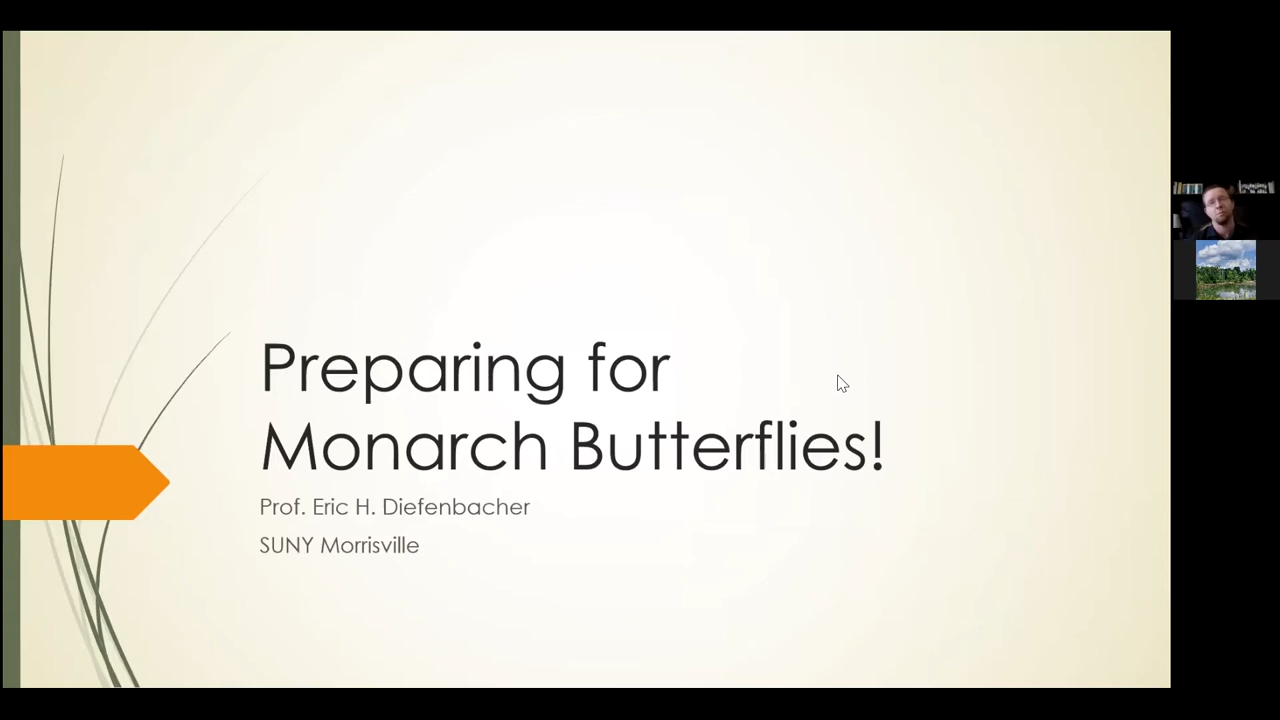 Preparing for
Monarch Butterflies!
Prof. Eric H. Diefenbacher
SUNY Morrisville